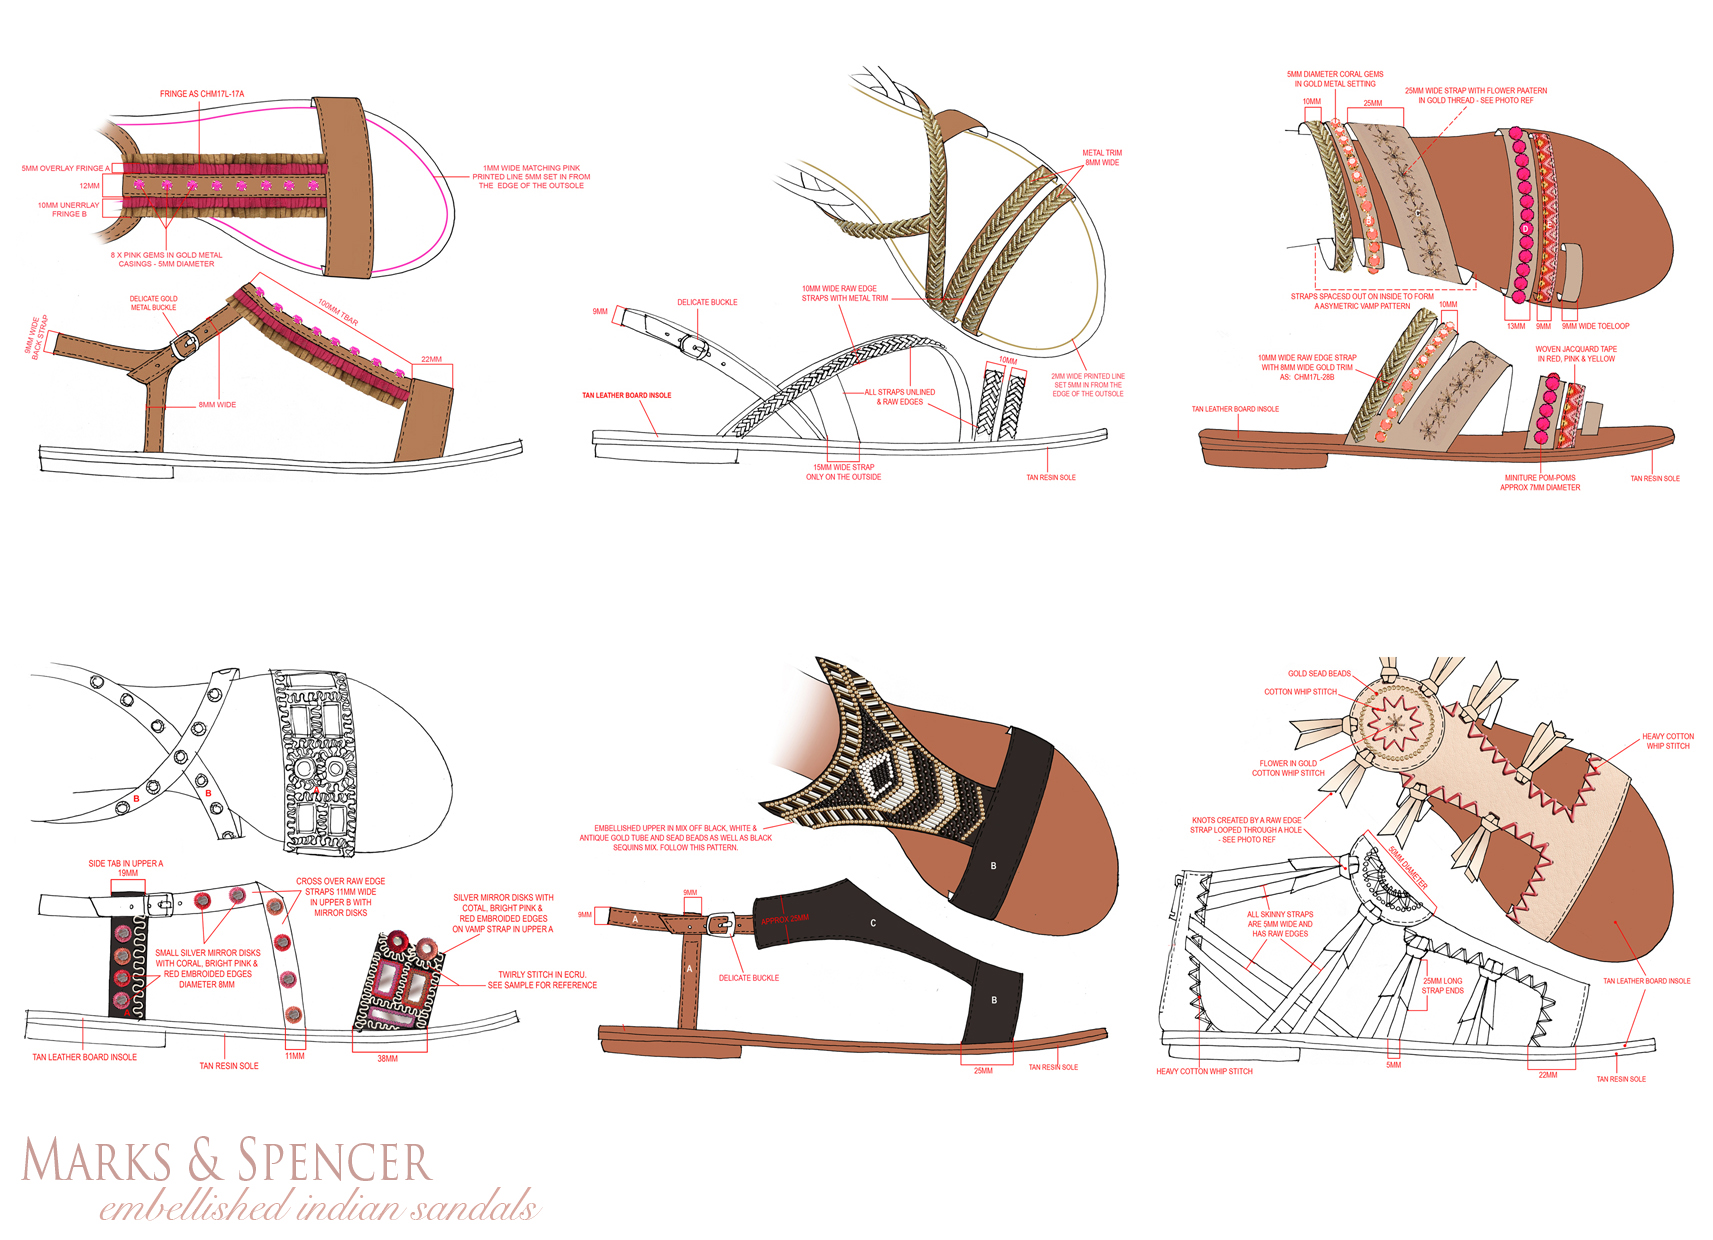 FRINGE AS CHM17L-17A
5MM OVERLAY FRINGE A
12MM
10MM UNERRLAY
FRINGE B
1MM WIDE MATCHING PINK
PRINTED LINE 5MM SET IN FROM
THE EDGE OF THE OUTSOLE
8 X PINK GEMS IN GOLD METAL
CASINGS - 5MM DIAMETER
DELICATE GOLD
METAL BUCKLE
100MM TBAR
9MM WIDE
BACK STRAP
22MM
8MM WIDE
METAL TRIM
8MM WIDE
10MM WIDE RAW EDGE
STRAPS WITH METAL TRIM
DELICATE BUCKLE
9MM
10MM
2MM WIDE PRINTED LINE
SET 5MM IN FROM THE
EDGE OF THE OUTSOLE
ALL STRAPS UNLINED
& RAW EDGES
TAN LEATHER BOARD INSOLE
15MM WIDE STRAP
ONLY ON THE OUTSIDE
TAN RESIN SOLE
5MM DIAMETER CORAL GEMS
IN GOLD METAL SETTING
10MM
25MM
25MM WIDE STRAP WITH FLOWER PAATERN
IN GOLD THREAD - SEE PHOTO REF
D
STRAPS SPACESD OUT ON INSIDE TO FORM
A ASYMETRIC VAMP PATTERN
10MM
13MM
9MM
9MM WIDE TOELOOP
WOVEN JACQUARD TAPE
IN RED, PINK & YELLOW
10MM WIDE RAW EDGE STRAP
WITH 8MM WIDE GOLD TRIM
AS: CHM17L-28B
TAN LEATHER BOARD INSOLE
MINITURE POM-POMS
APPROX 7MM DIAMETER
TAN RESIN SOLE
B
B
A
SIDE TAB IN UPPER A
19MM
CROSS OVER RAW EDGE
STRAPS 11MM WIDE
IN UPPER B WITH
MIRROR DISKS
SILVER MIRROR DISKS WITH
COTAL, BRIGHT PINK &
RED EMBROIDED EDGES
ON VAMP STRAP IN UPPER A
SMALL SILVER MIRROR DISKS
WITH CORAL, BRIGHT PINK &
RED EMBROIDED EDGES
DIAMETER 8MM
TWIRLY STITCH IN ECRU.
SEE SAMPLE FOR REFERENCE
A
TAN LEATHER BOARD INSOLE
TAN RESIN SOLE
11MM
38MM
EMBELLISHED UPPER IN MIX OFF BLACK, WHITE &
ANTIQUE GOLD TUBE AND SEAD BEADS AS WELL AS BLACK
SEQUINS MIX. FOLLOW THIS PATTERN.
B
9MM
9MM
A
APPROX 25MM
C
A
DELICATE BUCKLE
B
25MM
TAN RESIN SOLE
GOLD SEAD BEADS
COTTON WHIP STITCH
HEAVY COTTON
WHIP STITCH
FLOWER IN GOLD
COTTON WHIP STITCH
KNOTS CREATED BY A RAW EDGE
STRAP LOOPED THROUGH A HOLE
- SEE PHOTO REF
50MM DIAMETER
ALL SKINNY STRAPS
ARE 5MM WIDE AND
HAS RAW EDGES
25MM LONG
STRAP ENDS
TAN LEATHER BOARD INSOLE
HEAVY COTTON WHIP STITCH
5MM
22MM
TAN RESIN SOLE
MARKS & SPENCER
embellished indian sandals